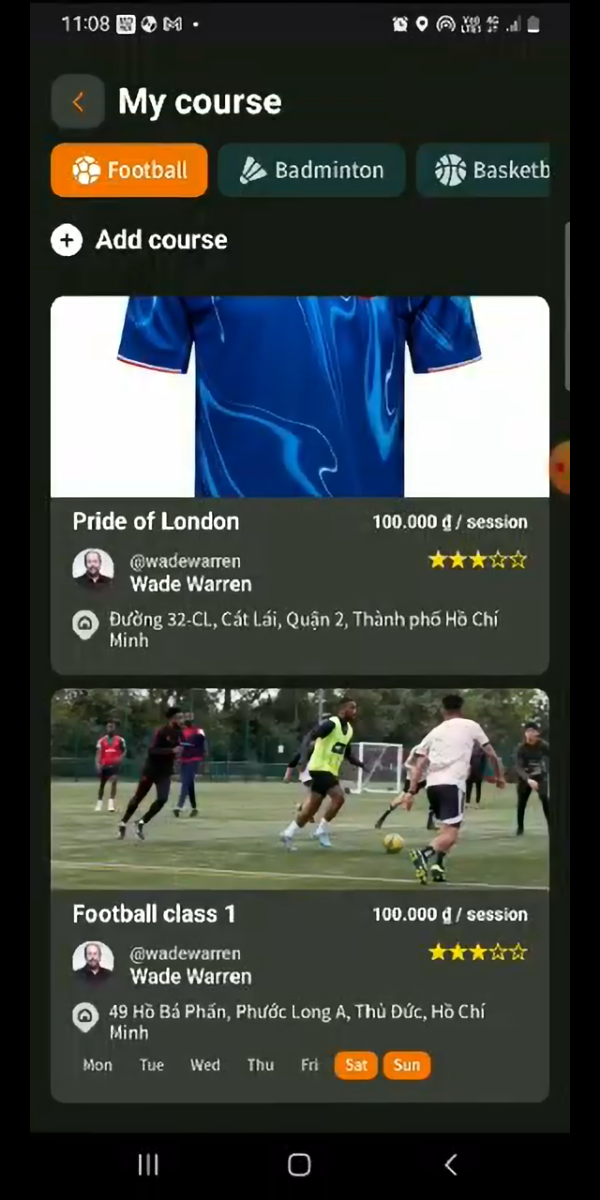 11:08
My course
Football
Badminton
Basketb
Add course
Pride of London
100.000 ₫ / session
@wadewarren
Wade Warren
Đường 32-CL, Cát Lái, Quận 2, Thành phố Hồ Chí
Minh
Football class 1
100.000 ₫ / session
@wadewarren
Wade Warren
49 Hồ Bá Phấn, Phước Long A, Thủ Đức, Hồ Chí
Minh
Mon Tue Wed Thu Fri Sat Sun